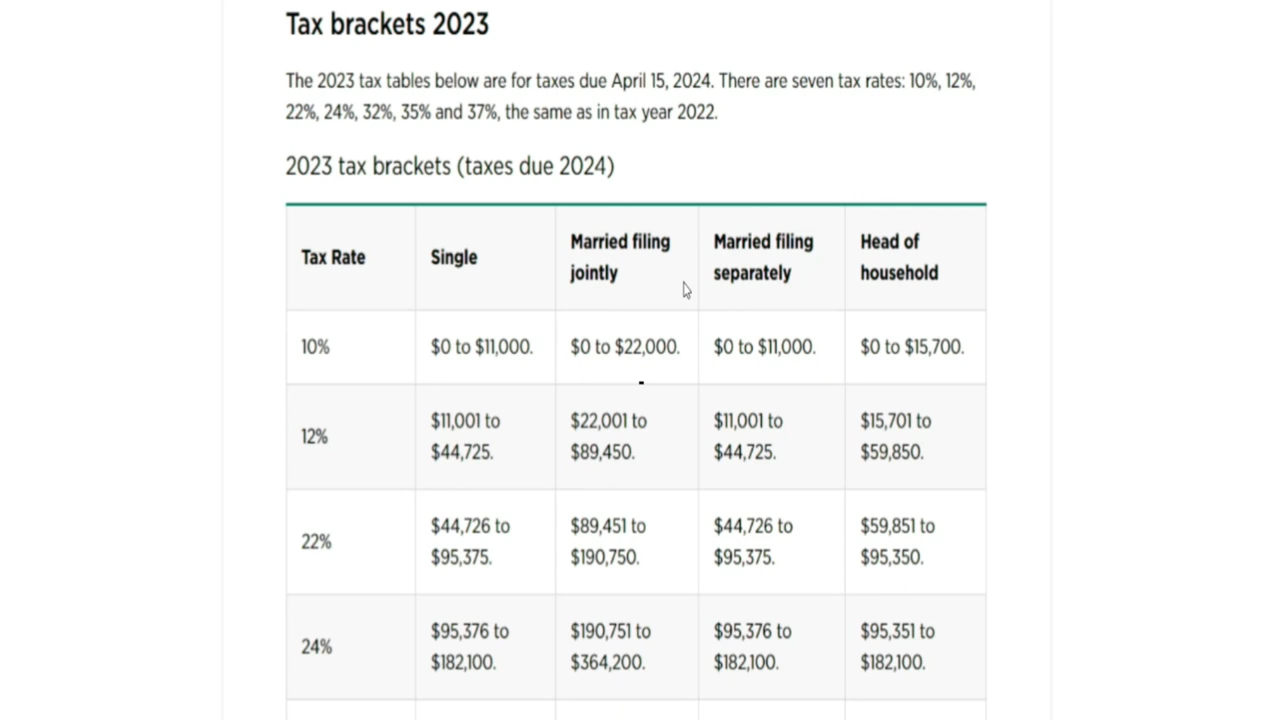 Tax brackets 2023
The 2023 tax tables below are for taxes due April 15, 2024. There are seven tax rates: 10%, 12%,
22%, 24%, 32%, 35% and 37%, the same as in tax year 2022.
2023 tax brackets (taxes due 2024)
Tax Rate Single Married filing jointly Married filing separately Head of household
10% $0 to $11,000. $0 to $22,000. $0 to $11,000. $0 to $15,700.
12% $11,001 to $44,725. $22,001 to $89,450. $11,001 to $44,725. $15,701 to $59,850.
22% $44,726 to $95,375. $89,451 to $190,750. $44,726 to $95,375. $59,851 to $95,350.
24% $95,376 to $182,100. $190,751 to $364,200. $95,376 to $182,100. $95,351 to $182,100.